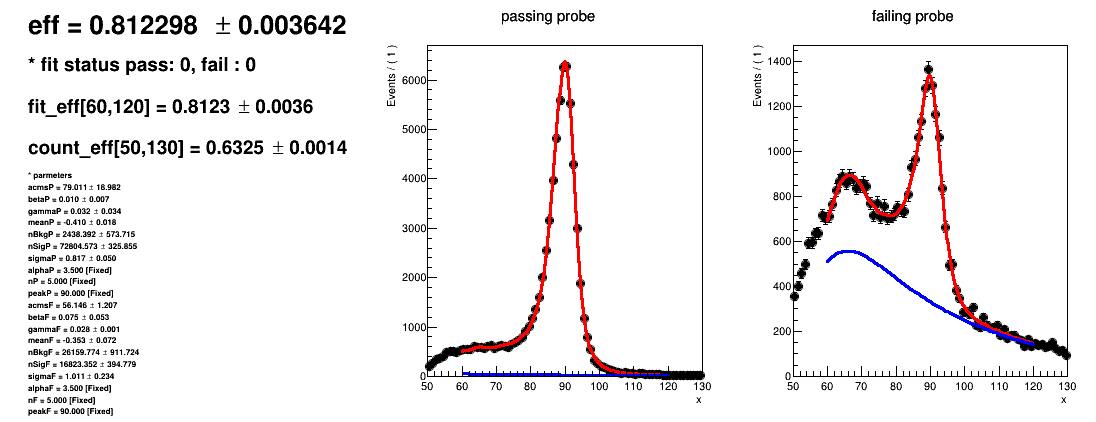 eff = 0.812298 ± 0.003642
* fit status pass: 0, fail : 0
fit_eff[60,120] = 0.8123 ± 0.0036
count_eff[50,130] = 0.6325 ± 0.0014
* parmeters
acmsP = 79.011 ± 18.982
betaP = 0.010 ± 0.007
gammaP = 0.032 ± 0.034
meanP = -0.410 ± 0.018
nBkgP = 2438.392 ± 573.715
nSigP = 72804.573 ± 325.855
sigmaP = 0.817 ± 0.050
alphaP = 3.500 [Fixed]
nP = 5.000 [Fixed]
peakP = 90.000 [Fixed]
acmsF = 56.146 ± 1.207
betaF = 0.075 ± 0.053
gammaF = 0.028 ± 0.001
meanF = -0.353 ± 0.072
nBkgF = 26159.774 ± 911.724
nSigF = 16823.352 ± 394.779
sigmaF = 1.011 ± 0.234
alphaF = 3.500 [Fixed]
nF = 5.000 [Fixed]
peakF = 90.000 [Fixed]
passing probe
Events / ( 1 )
6000
5000
4000
3000
2000
1000
0
50 60 70 80 90 100 110 120 130
x
failing probe
Events / ( 1 )
1400
1200
1000
800
600
400
200
0
50 60 70 80 90 100 110 120 130
x